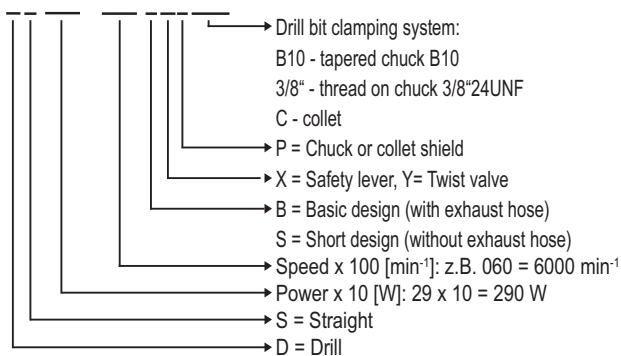 Drill bit clamping system:
B10 - tapered chuck B10
3/8“ - thread on chuck 3/8“24UNF
C - collet
P = Chuck or collet shield
X = Safety lever, Y= Twist valve
B = Basic design (with exhaust hose)
S = Short design (without exhaust hose)
Speed x 100 [min⁻¹]: z.B. 060 = 6000 min⁻¹
Power x 10 [W]: 29 x 10 = 290 W
S = Straight
D = Drill